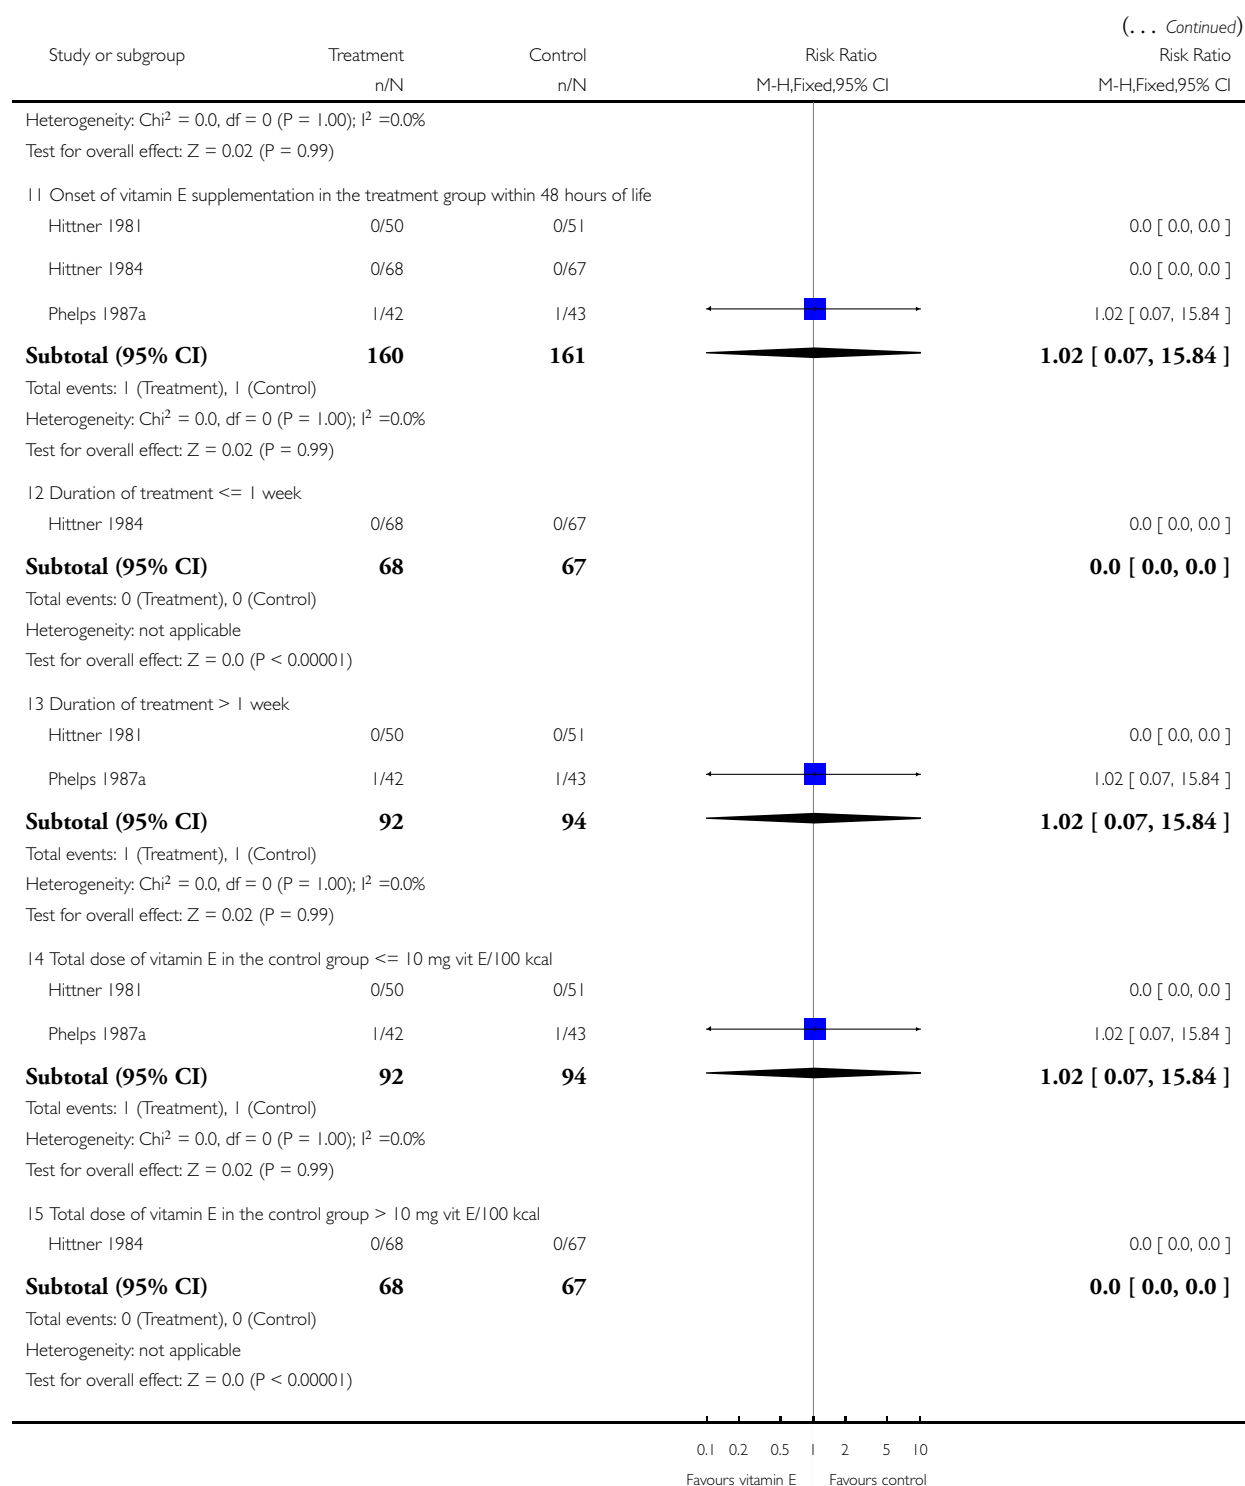 (. . . Continued)
Study or subgroup Treatment Control Risk Ratio Risk Ratio
n/N n/N M-H,Fixed,95% CI M-H,Fixed,95% CI
Heterogeneity: Chi² = 0.0, df = 0 (P = 1.00); I² =0.0%
Test for overall effect: Z = 0.02 (P = 0.99)
11 Onset of vitamin E supplementation in the treatment group within 48 hours of life
Hittner 1981 0/50 0/51 0.0 [ 0.0, 0.0 ]
Hittner 1984 0/68 0/67 0.0 [ 0.0, 0.0 ]
Phelps 1987a 1/42 1/43 1.02 [ 0.07, 15.84 ]
Subtotal (95% CI) 160 161 1.02 [ 0.07, 15.84 ]
Total events: 1 (Treatment), 1 (Control)
Heterogeneity: Chi² = 0.0, df = 0 (P = 1.00); I² =0.0%
Test for overall effect: Z = 0.02 (P = 0.99)
12 Duration of treatment <= 1 week
Hittner 1984 0/68 0/67 0.0 [ 0.0, 0.0 ]
Subtotal (95% CI) 68 67 0.0 [ 0.0, 0.0 ]
Total events: 0 (Treatment), 0 (Control)
Heterogeneity: not applicable
Test for overall effect: Z = 0.0 (P < 0.00001)
13 Duration of treatment > 1 week
Hittner 1981 0/50 0/51 0.0 [ 0.0, 0.0 ]
Phelps 1987a 1/42 1/43 1.02 [ 0.07, 15.84 ]
Subtotal (95% CI) 92 94 1.02 [ 0.07, 15.84 ]
Total events: 1 (Treatment), 1 (Control)
Heterogeneity: Chi² = 0.0, df = 0 (P = 1.00); I² =0.0%
Test for overall effect: Z = 0.02 (P = 0.99)
14 Total dose of vitamin E in the control group <= 10 mg vit E/100 kcal
Hittner 1981 0/50 0/51 0.0 [ 0.0, 0.0 ]
Phelps 1987a 1/42 1/43 1.02 [ 0.07, 15.84 ]
Subtotal (95% CI) 92 94 1.02 [ 0.07, 15.84 ]
Total events: 1 (Treatment), 1 (Control)
Heterogeneity: Chi² = 0.0, df = 0 (P = 1.00); I² =0.0%
Test for overall effect: Z = 0.02 (P = 0.99)
15 Total dose of vitamin E in the control group > 10 mg vit E/100 kcal
Hittner 1984 0/68 0/67 0.0 [ 0.0, 0.0 ]
Subtotal (95% CI) 68 67 0.0 [ 0.0, 0.0 ]
Total events: 0 (Treatment), 0 (Control)
Heterogeneity: not applicable
Test for overall effect: Z = 0.0 (P < 0.00001)
0.1 0.2 0.5 1 2 5 10
Favours vitamin E Favours control